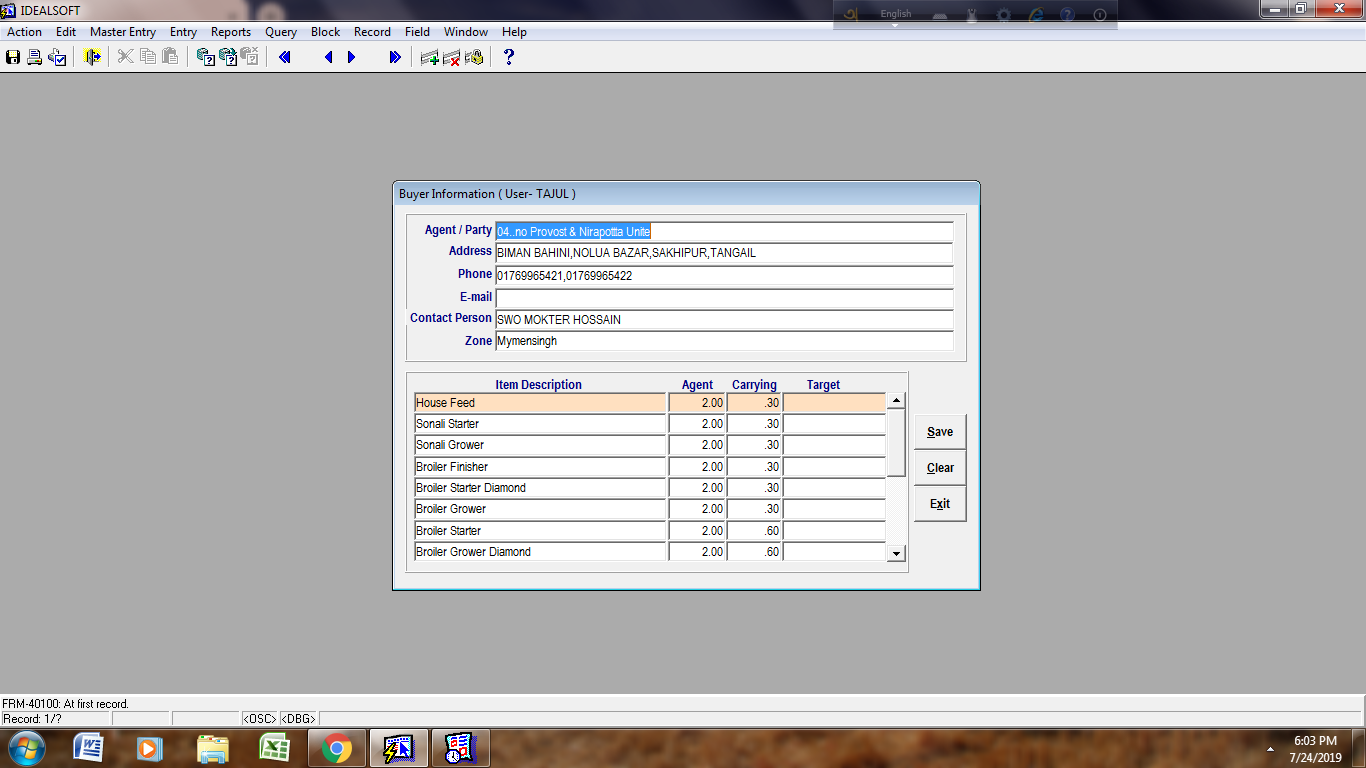 IDEALSOFT
English
Action Edit Master Entry Entry Reports Query Block Record Field Window Help
Buyer Information ( User- TAJUL )
Agent / Party 04..no Provost & Nirapotta Unite
Address BIMAN BAHINI,NOLUA BAZAR,SAKHIPUR,TANGAIL
Phone 01769965421,01769965422
E-mail
Contact Person SWO MOKTER HOSSAIN
Zone Mymensingh
Item Description Agent Carrying Target
House Feed 2.00 .30
Sonali Starter 2.00 .30
Sonali Grower 2.00 .30
Broiler Finisher 2.00 .30
Broiler Starter Diamond 2.00 .30
Broiler Grower 2.00 .30
Broiler Starter 2.00 .60
Broiler Grower Diamond 2.00 .60
Save
Clear
Exit
FRM-40100: At first record.
Record: 1/? <OSC> <DBG>
6:03 PM
7/24/2019